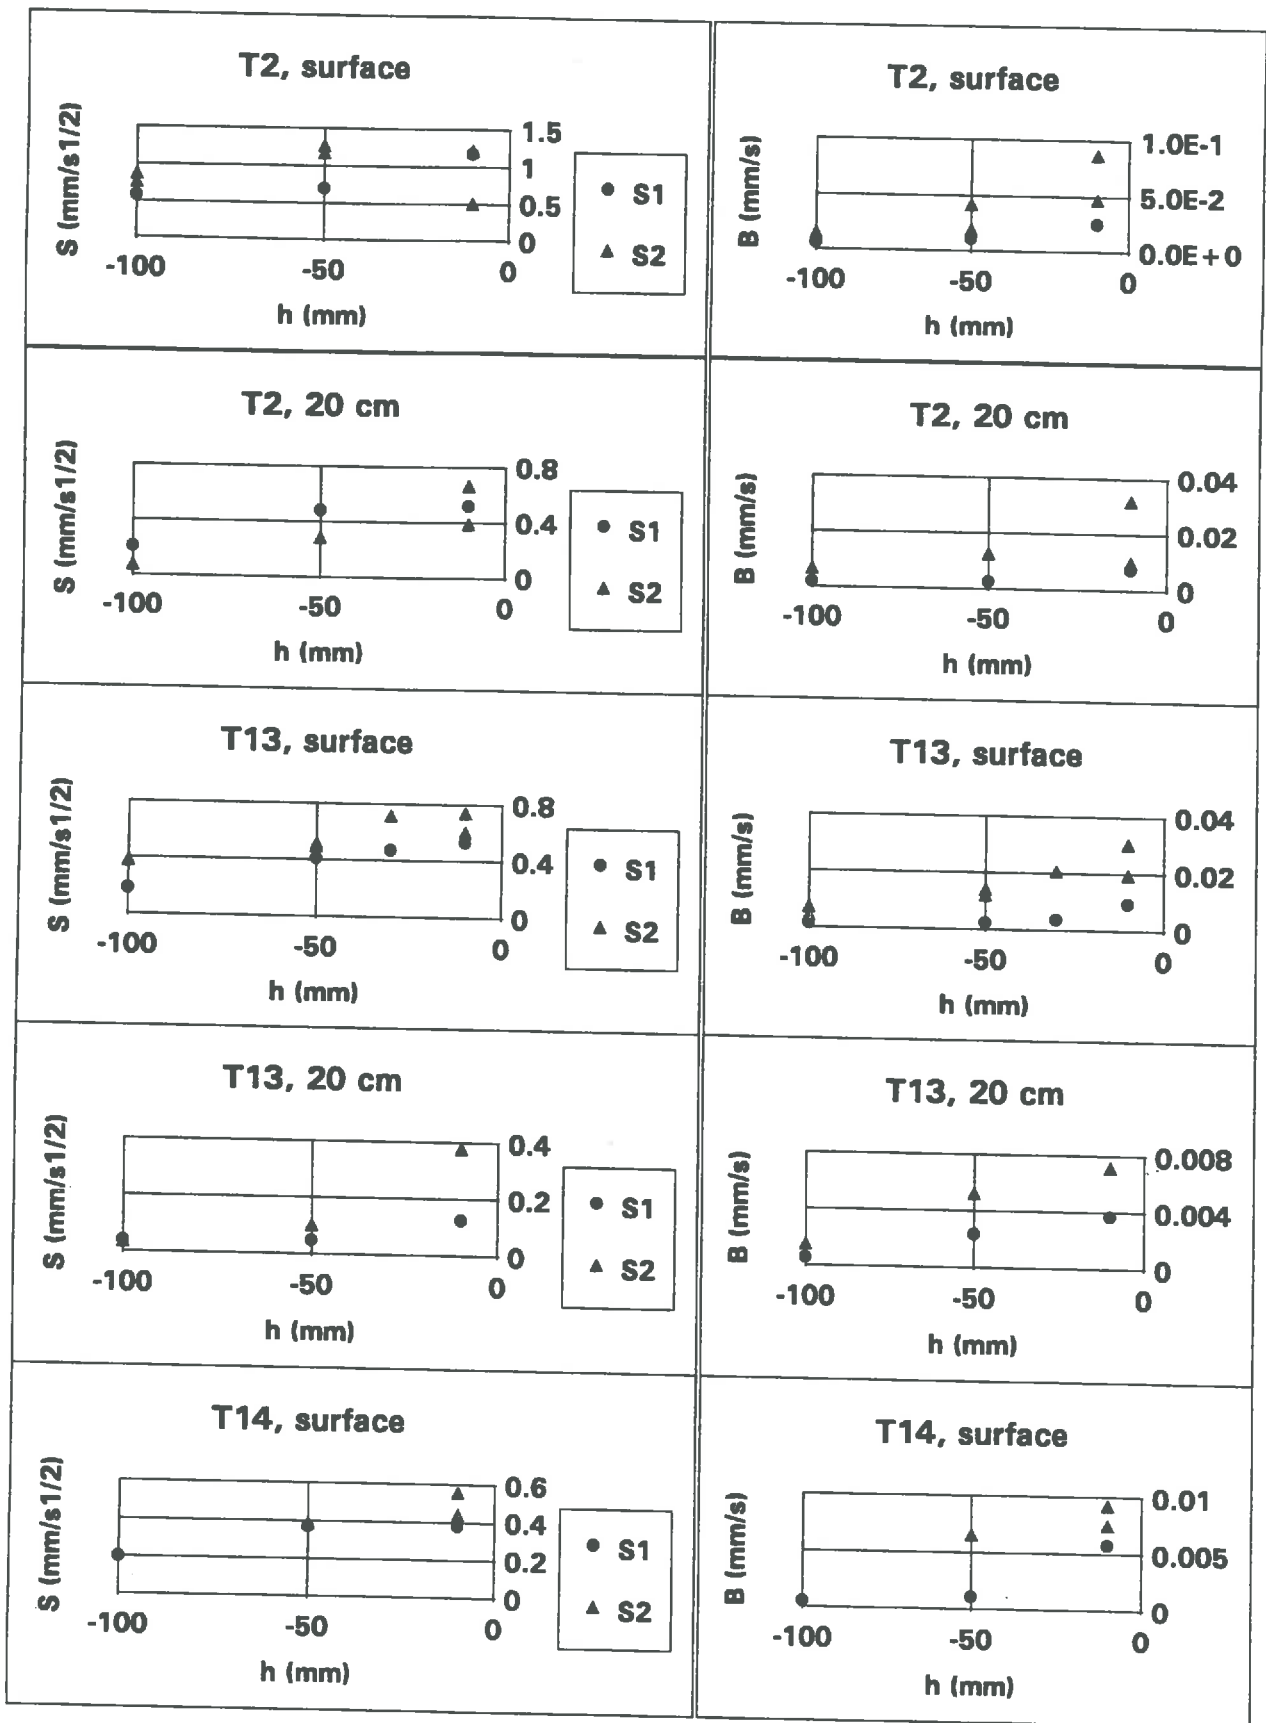 T2, surface
S (mm/s1/2)
1.5
1
0.5
0
-100
-50
0
h (mm)
S1
S2
T2, surface
B (mm/s)
1.0E-1
5.0E-2
0.0E+0
-100
-50
0
h (mm)
T2, 20 cm
S (mm/s1/2)
0.8
0.4
0
-100
-50
0
h (mm)
S1
S2
T2, 20 cm
B (mm/s)
0.04
0.02
0
-100
-50
0
h (mm)
T13, surface
S (mm/s1/2)
0.8
0.4
0
-100
-50
0
h (mm)
S1
S2
T13, surface
B (mm/s)
0.04
0.02
0
-100
-50
0
h (mm)
T13, 20 cm
S (mm/s1/2)
0.4
0.2
0
-100
-50
0
h (mm)
S1
S2
T13, 20 cm
B (mm/s)
0.008
0.004
0
-100
-50
0
h (mm)
T14, surface
S (mm/s1/2)
0.6
0.4
0.2
0
-100
-50
0
h (mm)
S1
S2
T14, surface
B (mm/s)
0.01
0.005
0
-100
-50
0
h (mm)